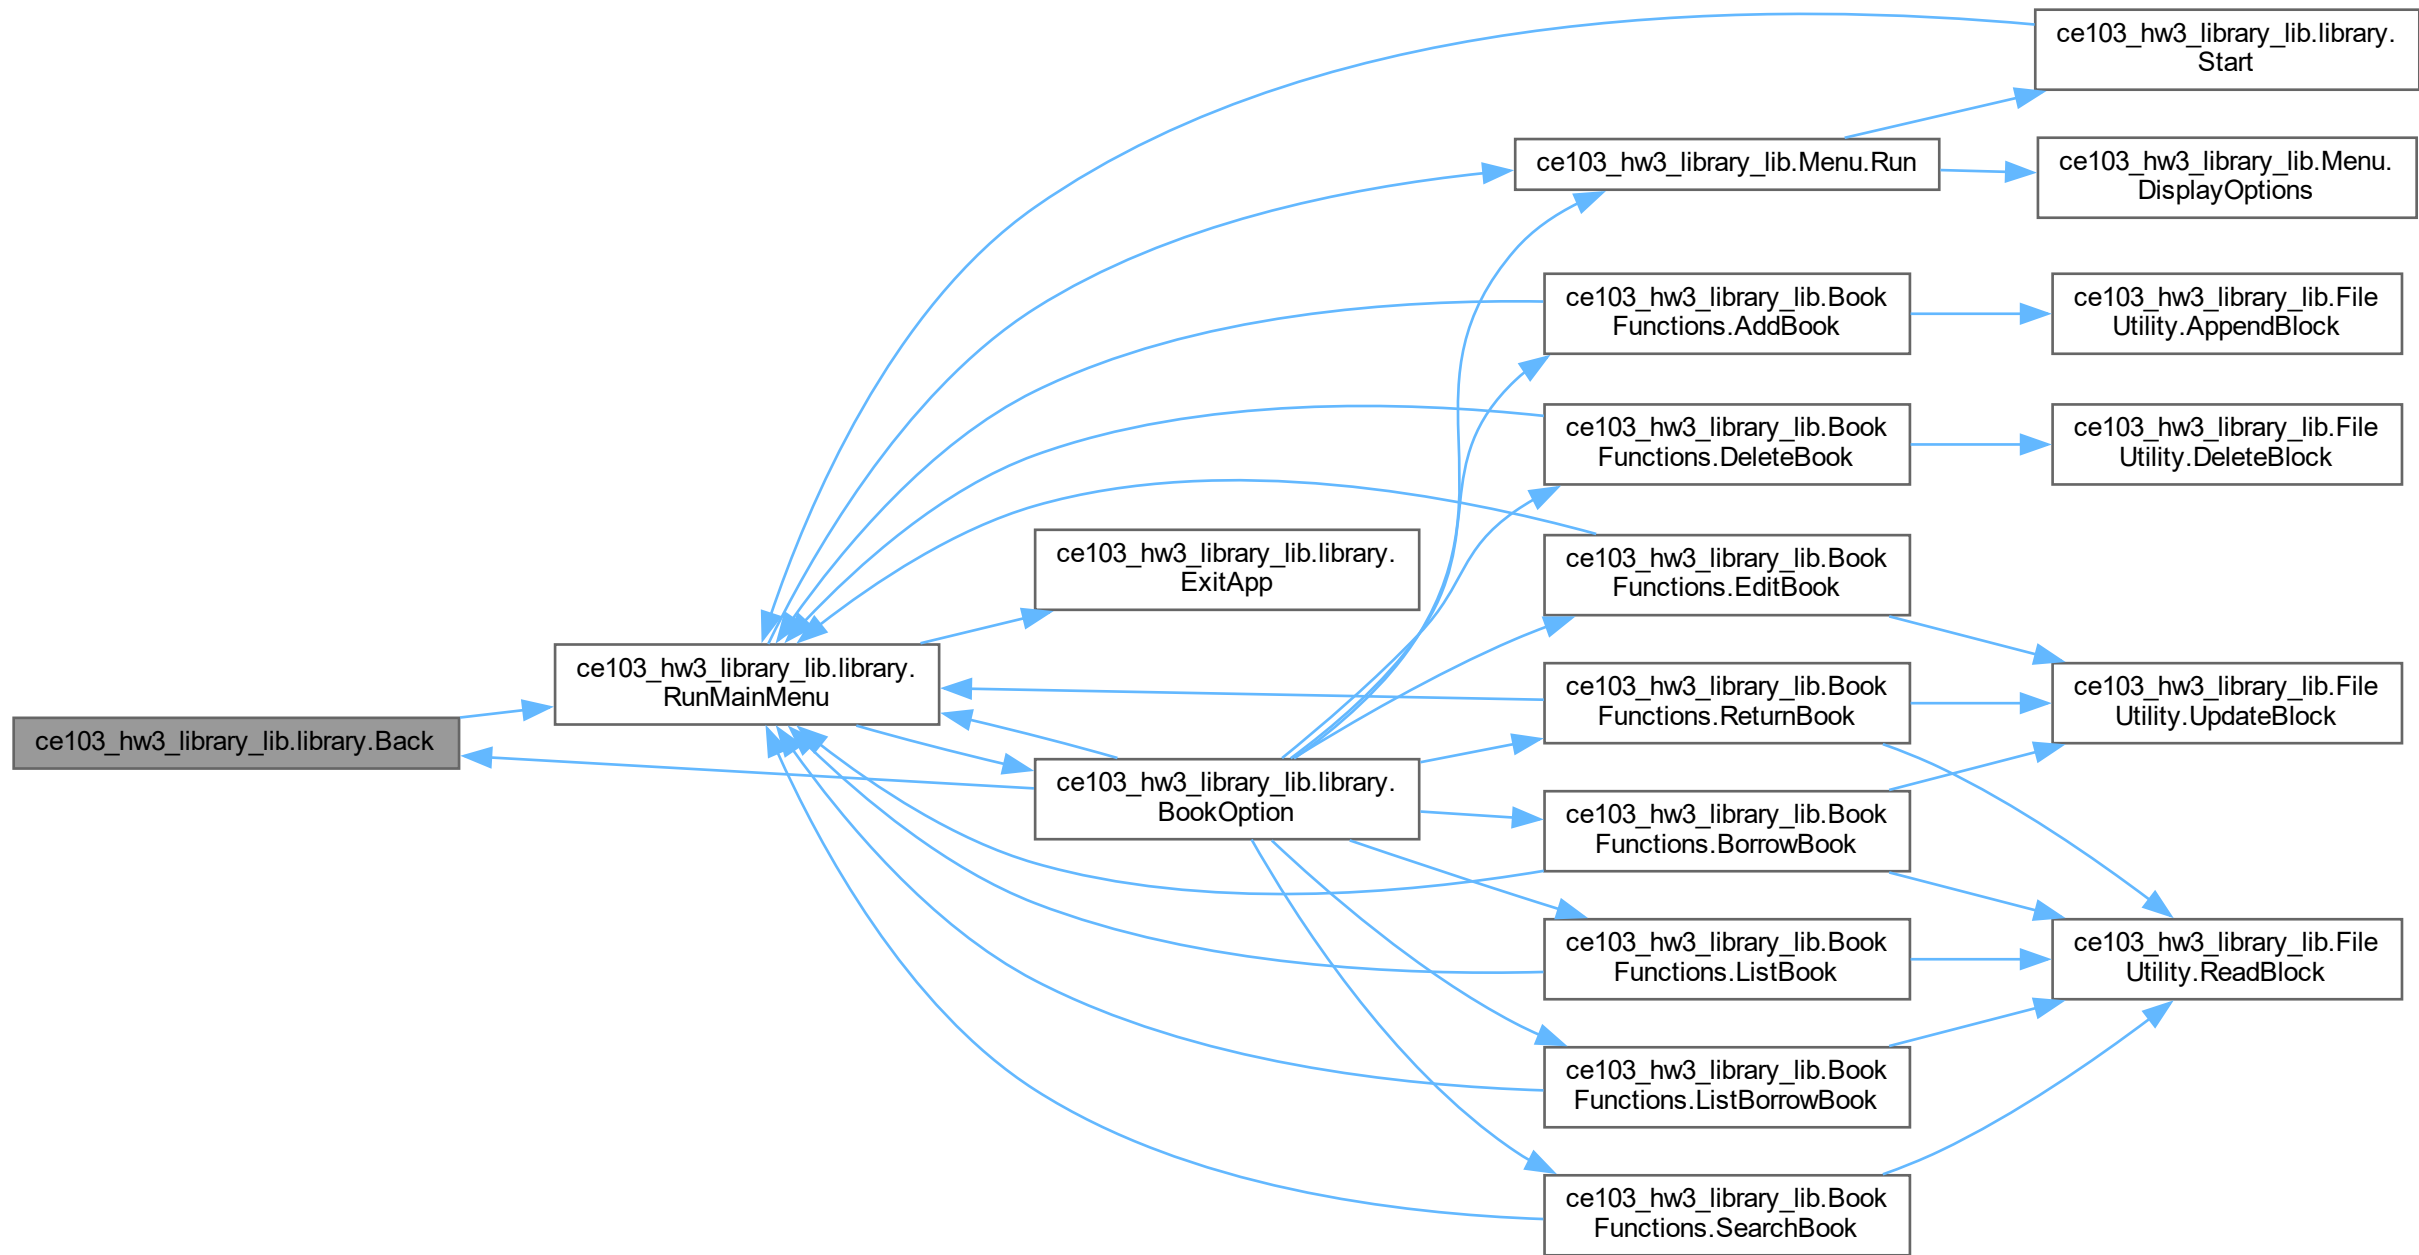 ce103_hw3_library_lib.library.Back
ce103_hw3_library_lib.library.
RunMainMenu
ce103_hw3_library_lib.library.
ExitApp
ce103_hw3_library_lib.library.
BookOption
ce103_hw3_library_lib.Menu.Run
ce103_hw3_library_lib.Book
Functions.AddBook
ce103_hw3_library_lib.Book
Functions.DeleteBook
ce103_hw3_library_lib.Book
Functions.EditBook
ce103_hw3_library_lib.Book
Functions.ReturnBook
ce103_hw3_library_lib.Book
Functions.BorrowBook
ce103_hw3_library_lib.Book
Functions.ListBook
ce103_hw3_library_lib.Book
Functions.ListBorrowBook
ce103_hw3_library_lib.Book
Functions.SearchBook
ce103_hw3_library_lib.library.
Start
ce103_hw3_library_lib.Menu.
DisplayOptions
ce103_hw3_library_lib.File
Utility.AppendBlock
ce103_hw3_library_lib.File
Utility.DeleteBlock
ce103_hw3_library_lib.File
Utility.UpdateBlock
ce103_hw3_library_lib.File
Utility.ReadBlock